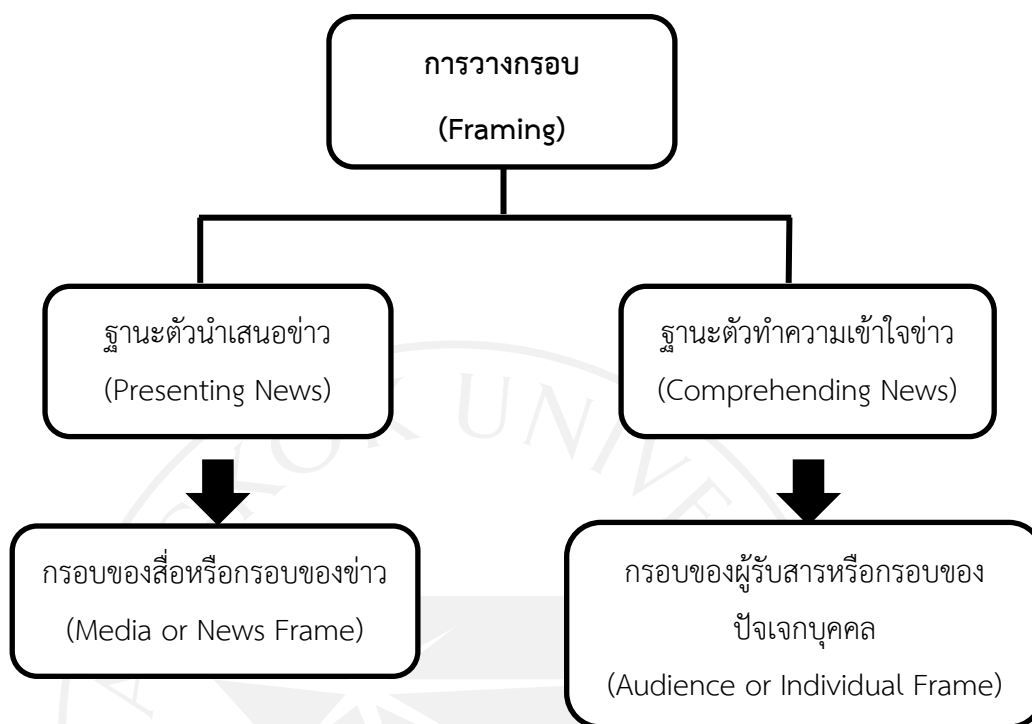 การวางกรอบ
(Framing)
ฐานะตัวนำเสนอข่าว
(Presenting News)
ฐานะตัวทำความเข้าใจข่าว
(Comprehending News)
กรอบของสื่อหรือกรอบของข่าว
(Media or News Frame)
กรอบของผู้รับสารหรือกรอบของ
ปัจเจกบุคคล
(Audience or Individual Frame)